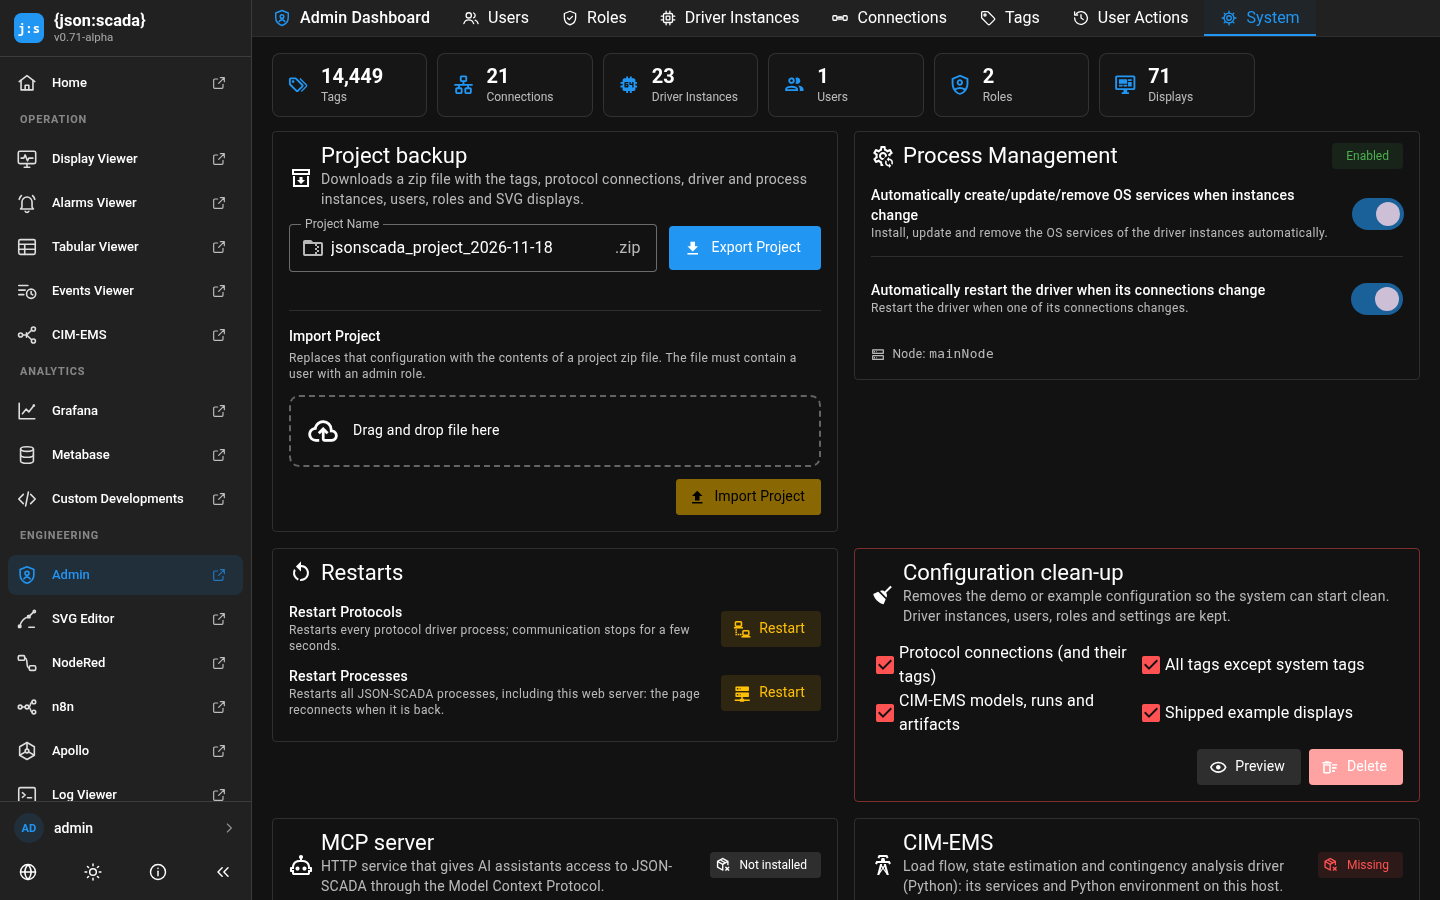 j:s
{json:scada}
v0.71-alpha
Home
OPERATION
Display Viewer
Alarms Viewer
Tabular Viewer
Events Viewer
CIM-EMS
ANALYTICS
Grafana
Metabase
Custom Developments
ENGINEERING
Admin
SVG Editor
NodeRed
n8n
Apollo
Log Viewer
AD
admin
Admin Dashboard
Users
Roles
Driver Instances
Connections
Tags
User Actions
System
14,449
Tags
21
Connections
23
Driver Instances
1
Users
2
Roles
71
Displays
Project backup
Downloads a zip file with the tags, protocol connections, driver and process
instances, users, roles and SVG displays.
Project Name
jsonscada_project_2026-11-18
.zip
Export Project
Import Project
Replaces that configuration with the contents of a project zip file. The file must contain a
user with an admin role.
Drag and drop file here
Import Project
Process Management
Enabled
Automatically create/update/remove OS services when instances
change
Install, update and remove the OS services of the driver instances automatically.
Automatically restart the driver when its connections change
Restart the driver when one of its connections changes.
Node: mainNode
Restarts
Restart Protocols
Restarts every protocol driver process; communication stops for a few
seconds.
Restart
Restart Processes
Restarts all JSON-SCADA processes, including this web server: the page
reconnects when it is back.
Restart
Configuration clean-up
Removes the demo or example configuration so the system can start clean.
Driver instances, users, roles and settings are kept.
Protocol connections (and their
tags)
All tags except system tags
CIM-EMS models, runs and
artifacts
Shipped example displays
Preview
Delete
MCP server
HTTP service that gives AI assistants access to JSON-
SCADA through the Model Context Protocol.
Not installed
CIM-EMS
Load flow, state estimation and contingency analysis driver
(Python): its services and Python environment on this host.
Missing